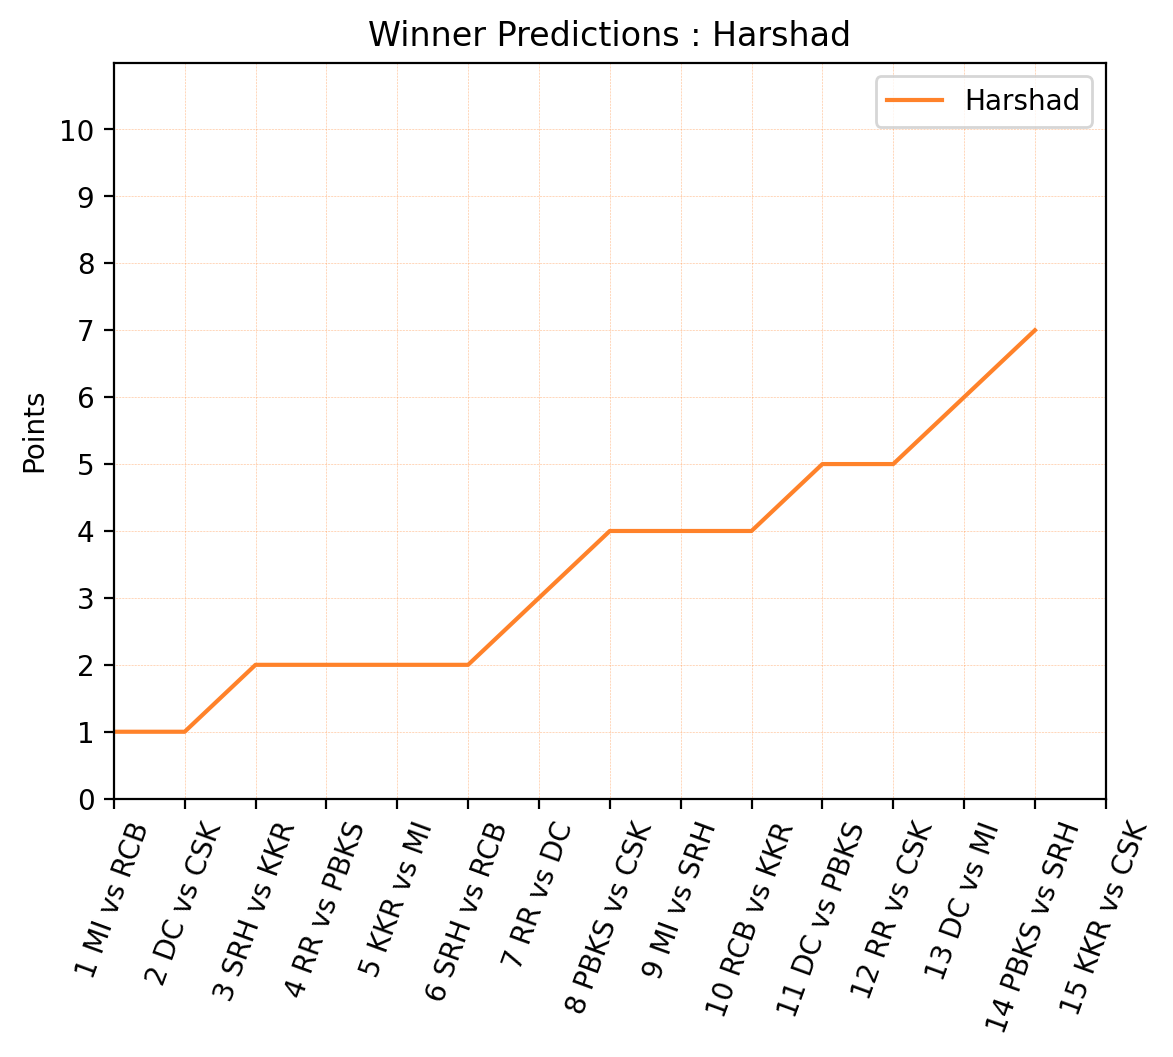 Winner Predictions : Harshad
Harshad
Points
10
9
8
7
6
5
4
3
2
1
0
1 MI vs RCB
2 DC vs CSK
3 SRH vs KKR
4 RR vs PBKS
5 KKR vs MI
6 SRH vs RCB
7 RR vs DC
8 PBKS vs CSK
9 MI vs SRH
10 RCB vs KKR
11 DC vs PBKS
12 RR vs CSK
13 DC vs MI
14 PBKS vs SRH
15 KKR vs CSK